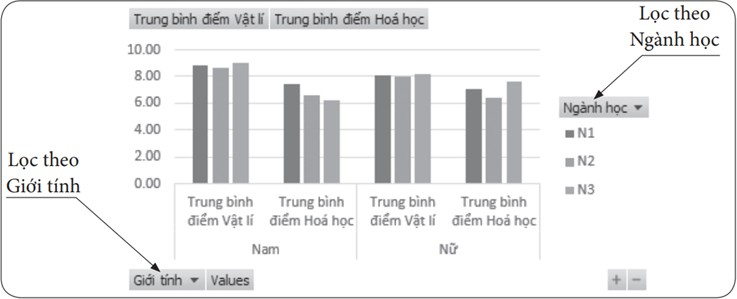 Trung bình điểm Vật lí Trung bình điểm Hoá học
Lọc theo
Ngành học
10.00
8.00
6.00
4.00
2.00
0.00
Ngành học
N1
N2
N3
Lọc theo
Giới tính
Trung bình
điểm Vật lí
Trung bình
điểm Hoá học
Trung bình
điểm Vật lí
Trung bình
điểm Hoá học
Nam
Nữ
Giới tính Values
+ −